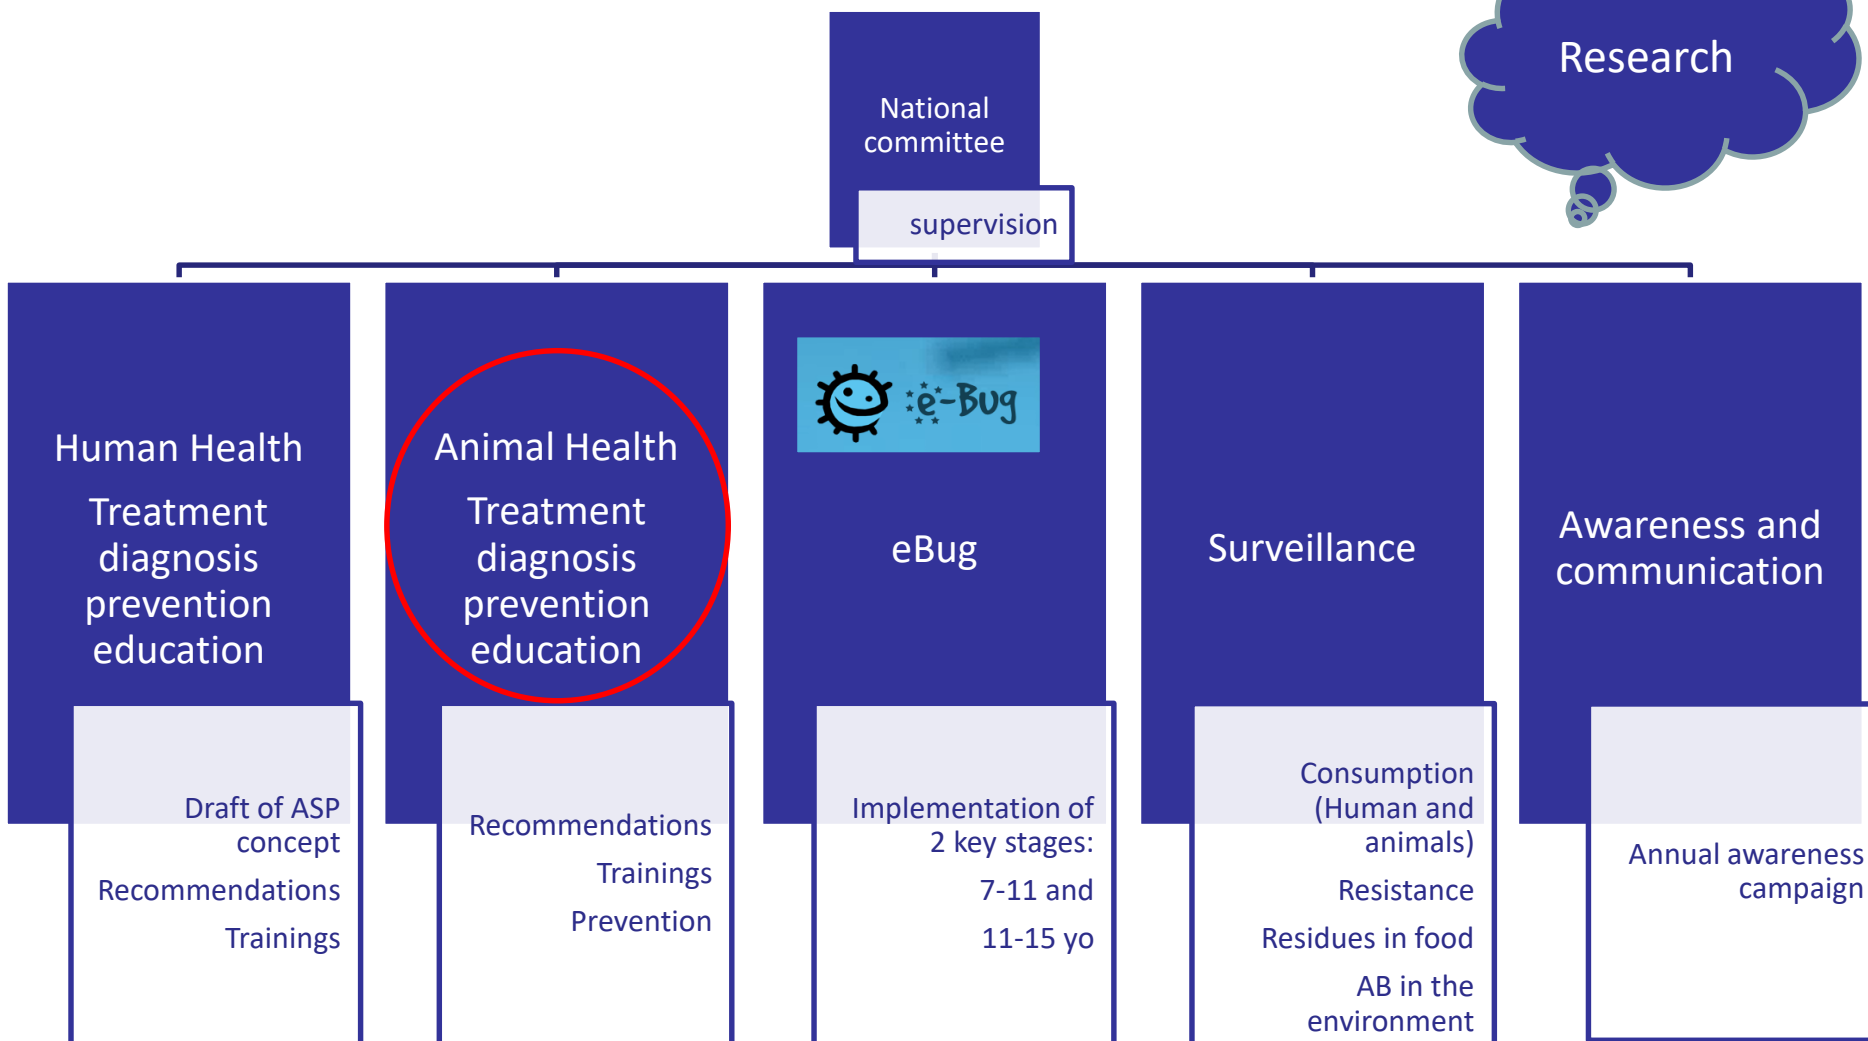 Research
National
committee
supervision
Human Health
Treatment
diagnosis
prevention
education
Draft of ASP
concept
Recommendations
Trainings
Animal Health
Treatment
diagnosis
prevention
education
Recommendations
Trainings
Prevention
e-Bug
eBug
Implementation of
2 key stages:
7-11 and
11-15 yo
Surveillance
Consumption
(Human and
animals)
Resistance
Residues in food
AB in the
environment
Awareness and
communication
Annual awareness
campaign